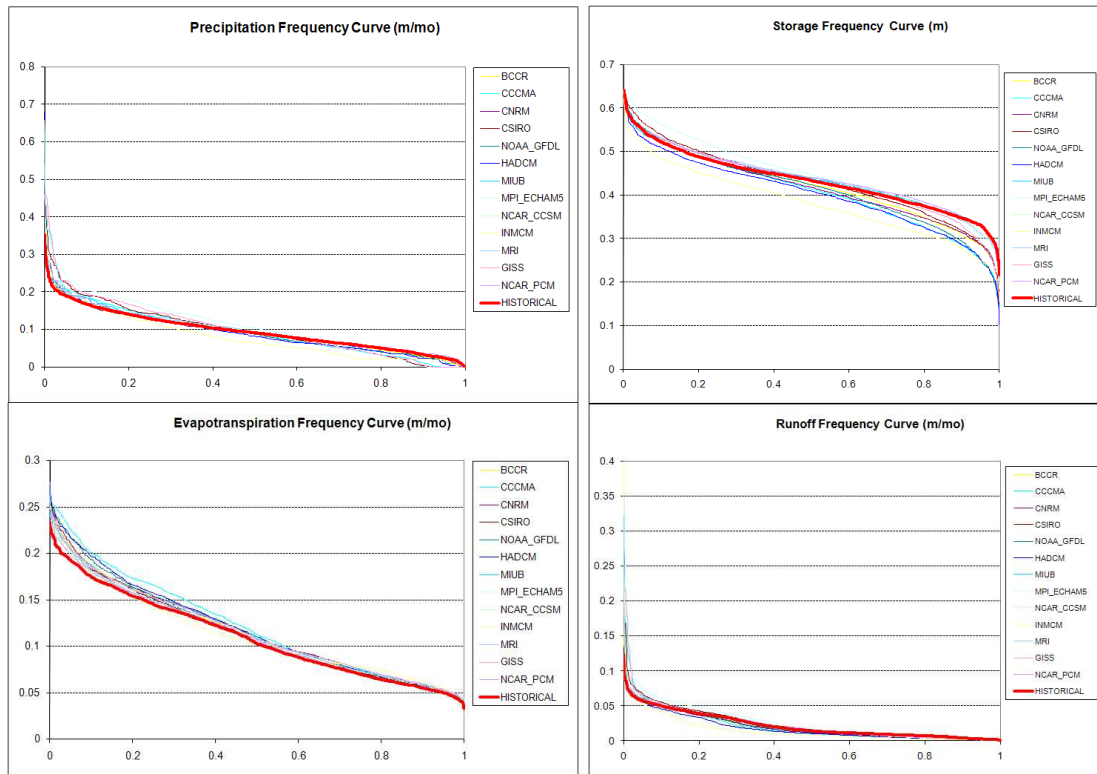 Precipitation Frequency Curve (m/mo)
0.8
0.7
0.6
0.5
0.4
0.3
0.2
0.1
0
0 0.2 0.4 0.6 0.8 1
BCCR
CCCMA
CNRM
CSIRO
NOAA_GFDL
HADCM
MIUB
MPI_ECHAM5
NCAR_CCSM
INMCM
MRI
GISS
NCAR_PCM
HISTORICAL
Storage Frequency Curve (m)
0.7
0.6
0.5
0.4
0.3
0.2
0.1
0
0 0.2 0.4 0.6 0.8 1
BCCR
CCCMA
CNRM
CSIRO
NOAA_GFDL
HADCM
MIUB
MPI_ECHAM5
NCAR_CCSM
INMCM
MRI
GISS
NCAR_PCM
HISTORICAL
Evapotranspiration Frequency Curve (m/mo)
0.3
0.25
0.2
0.15
0.1
0.05
0
0 0.2 0.4 0.6 0.8 1
BCCR
CCCMA
CNRM
CSIRO
NOAA_GFDL
HADCM
MIUB
MPI_ECHAM5
NCAR_CCSM
INMCM
MRI
GISS
NCAR_PCM
HISTORICAL
Runoff Frequency Curve (m/mo)
0.4
0.35
0.3
0.25
0.2
0.15
0.1
0.05
0
0 0.2 0.4 0.6 0.8 1
BCCR
CCCMA
CNRM
CSIRO
NOAA_GFDL
HADCM
MIUB
MPI_ECHAM5
NCAR_CCSM
INMCM
MRI
GISS
NCAR_PCM
HISTORICAL